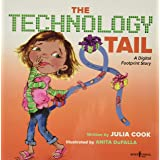 THE
TECHNOLOGY
TAIL
A Digital
Footprint Story
Written by JULIA COOK
Illustrated by ANITA DUFALLA